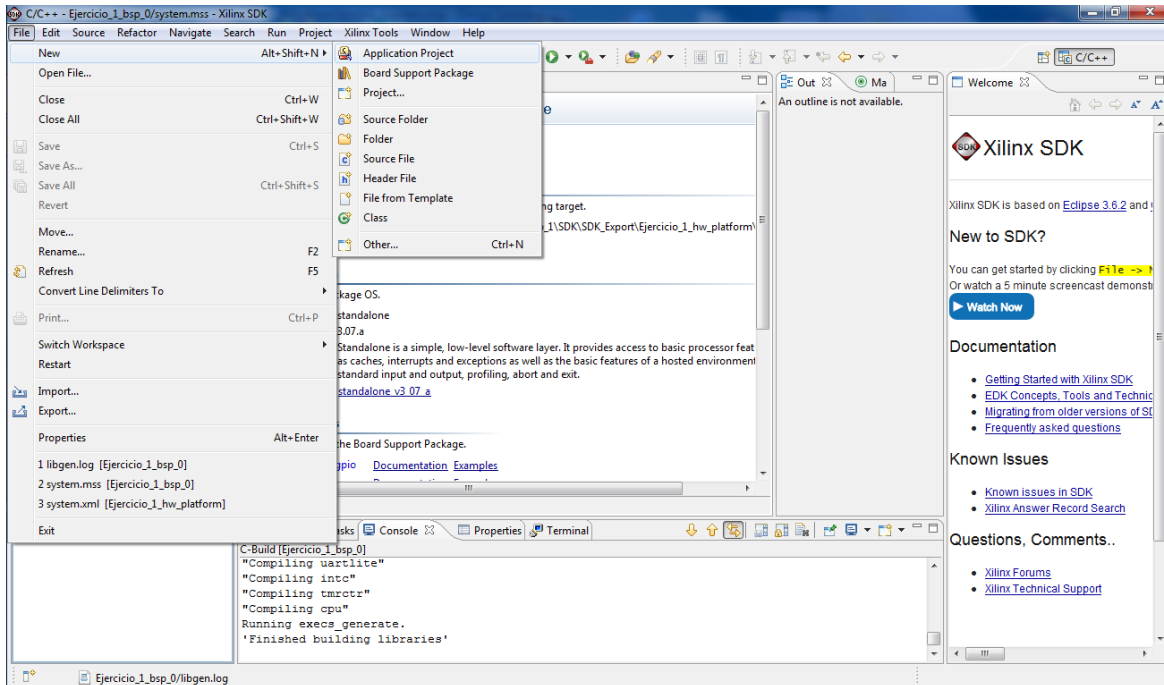 C/C++ - Ejercicio_1_bsp_0/system.mss - Xilinx SDK
File Edit Source Refactor Navigate Search Run Project Xilinx Tools Window Help
New Alt+Shift+N
Open File...
Close Ctrl+W
Close All Ctrl+Shift+W
Save Ctrl+S
Save As...
Save All Ctrl+Shift+S
Revert
Move...
Rename... F2
Refresh F5
Convert Line Delimiters To
Print... Ctrl+P
Switch Workspace
Restart
Import...
Export...
Properties Alt+Enter
1 libgen.log [Ejercicio_1_bsp_0]
2 system.mss [Ejercicio_1_bsp_0]
3 system.xml [Ejercicio_1_hw_platform]
Exit
Application Project
Board Support Package
Project...
Source Folder
Folder
Source File
Header File
File from Template
Class
Other... Ctrl+N
C/C++
e
ng target.
_1\SDK\SDK_Export\Ejercicio_1_hw_platform\
kage OS.
standalone
3.07.a
Standalone is a simple, low-level software layer. It provides access to basic processor feat
as caches, interrupts and exceptions as well as the basic features of a hosted environment
standard input and output, profiling, abort and exit.
standalone_v3_07_a
the Board Support Package.
gpio Documentation Examples
Out Ma
An outline is not available.
Welcome
Xilinx SDK
Xilinx SDK is based on Eclipse 3.6.2 and
New to SDK?
You can get started by clicking File -> N
Or watch a 5 minute screencast demonstr
Watch Now
Documentation
Getting Started with Xilinx SDK
EDK Concepts, Tools and Technic
Migrating from older versions of SD
Frequently asked questions
Known Issues
Known issues in SDK
Xilinx Answer Record Search
Questions, Comments..
Xilinx Forums
Xilinx Technical Support
asks Console Properties Terminal
C-Build [Ejercicio_1_bsp_0]
"Compiling uartlite"
"Compiling intc"
"Compiling tmrctr"
"Compiling cpu"
Running execs_generate.
'Finished building libraries'
Ejercicio_1_bsp_0/libgen.log